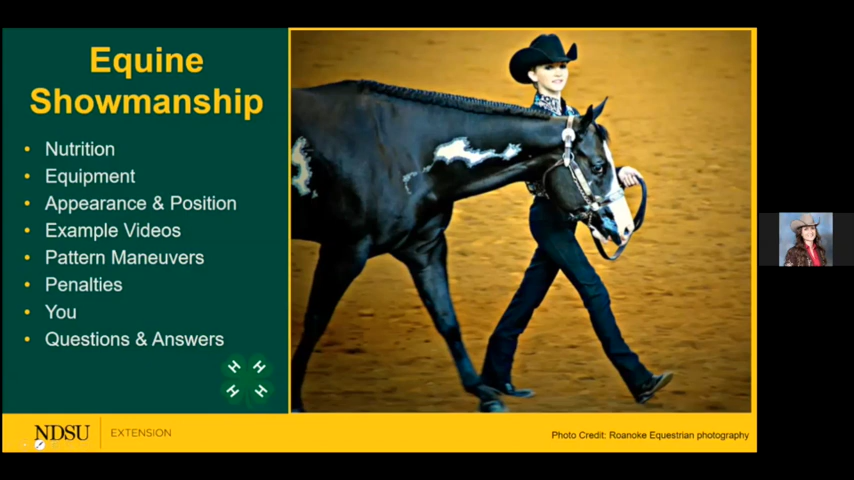 Equine
Showmanship
• Nutrition
• Equipment
• Appearance & Position
• Example Videos
• Pattern Maneuvers
• Penalties
• You
• Questions & Answers
H H
H H
NDSU EXTENSION
Photo Credit: Roanoke Equestrian photography